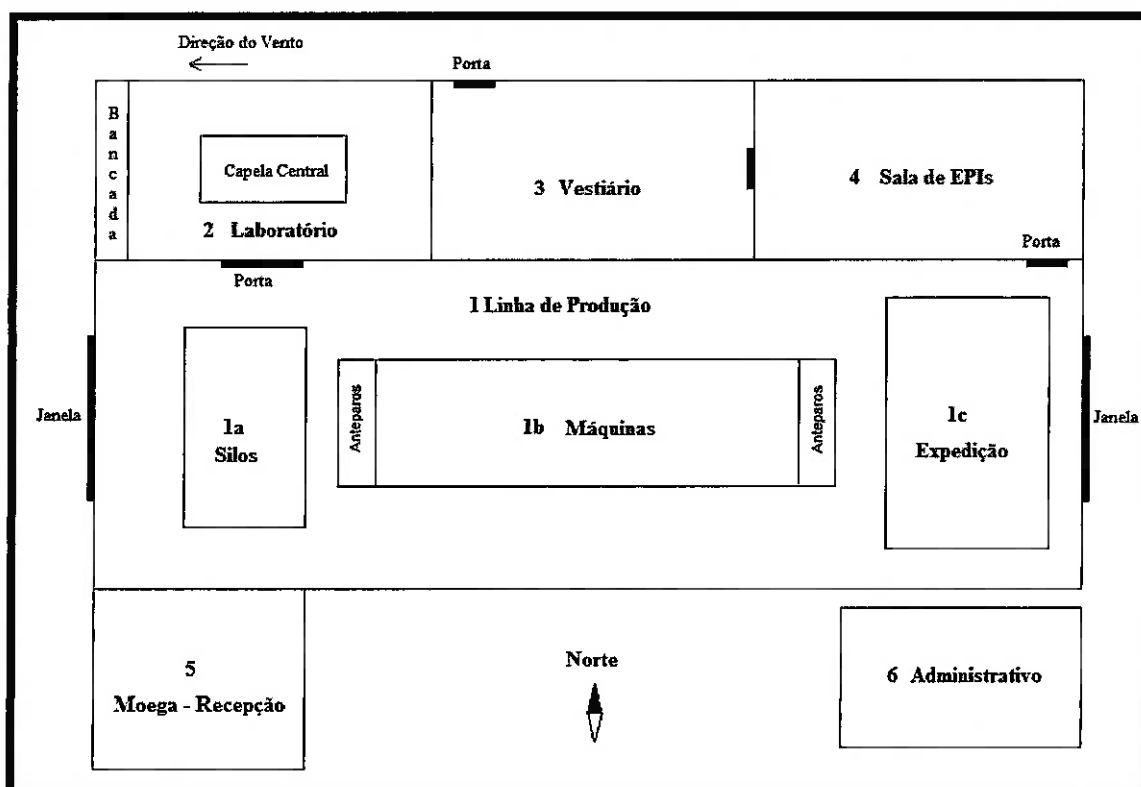 Direção do Vento
Porta
Bancada
Capela Central
3 Vestiário
4 Sala de EPIs
2 Laboratório
Porta
Porta
1 Linha de Produção
Janela
1a
Silos
Anteparos
1b Máquinas
Anteparos
1c
Expedição
Janela
5
Moega - Recepção
Norte
6 Administrativo